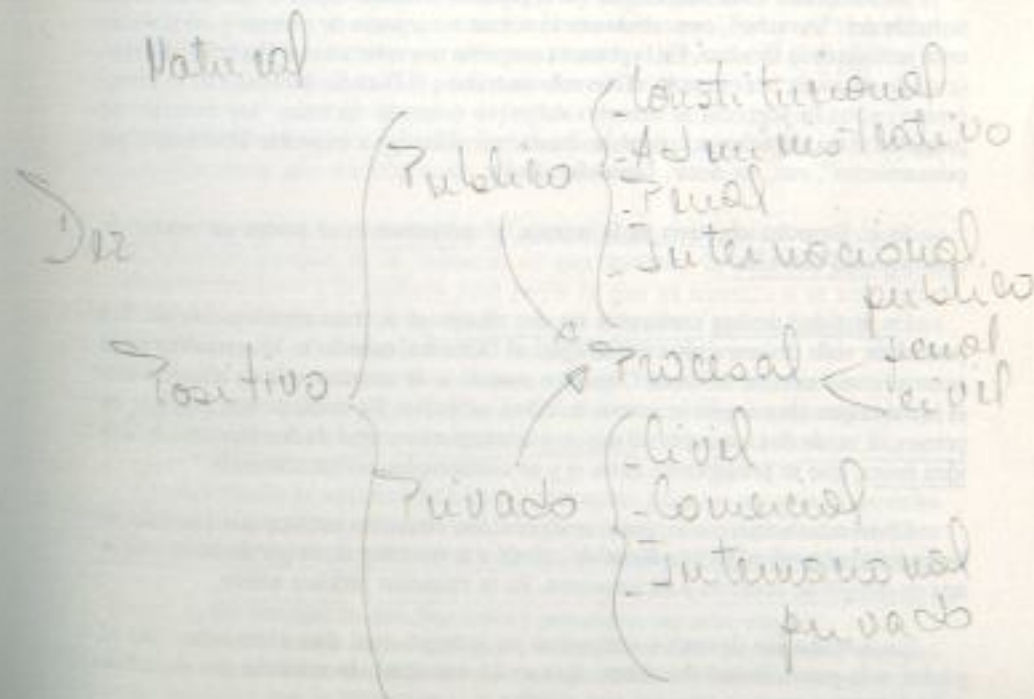 Natural
Der
Positivo
Publico
- Constitucional
- Administrativo
- Penal
- Internacional
publico
Procesal
penal
civil
Privado
- Civil
- Comercial
- Internacional
privado